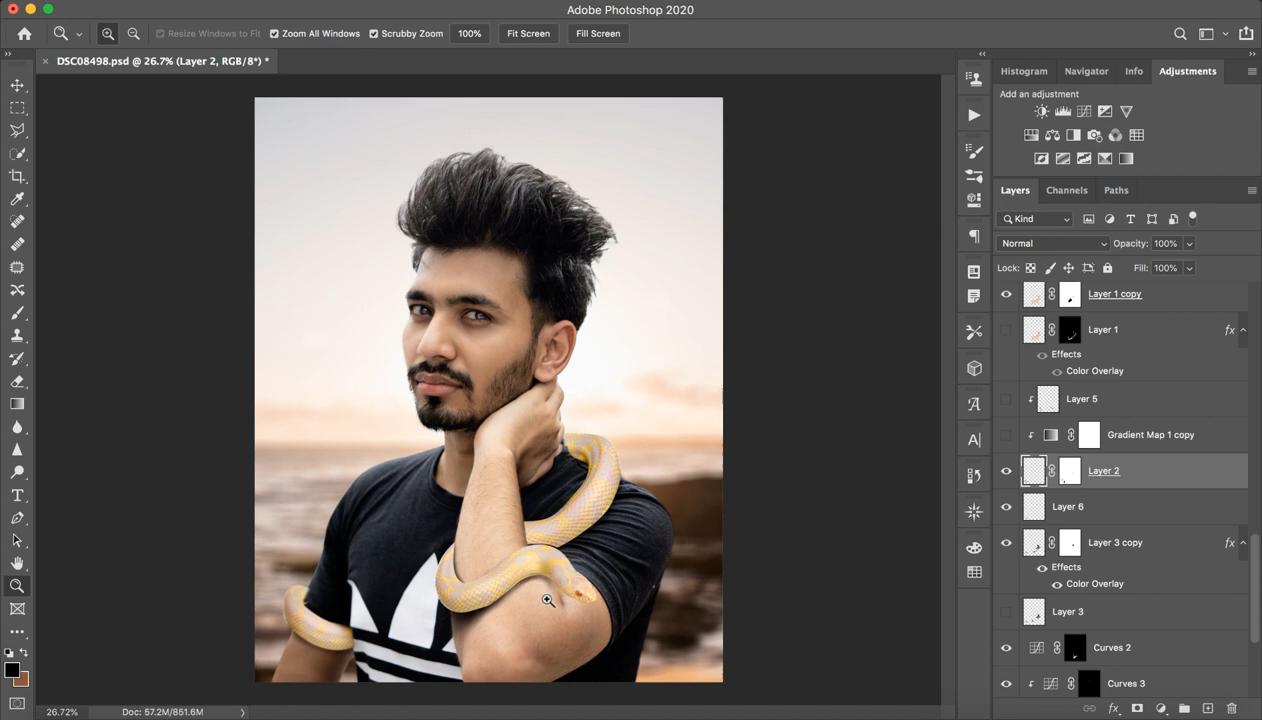 Adobe Photoshop 2020
Resize Windows to Fit Zoom All Windows Scrubby Zoom 100% Fit Screen Fill Screen
DSC08498.psd @ 26.7% (Layer 2, RGB/8*) *
Histogram Navigator Info Adjustments
Add an adjustment
Layers Channels Paths
Kind
Normal Opacity: 100%
Lock: Fill: 100%
Layer 1 copy
Layer 1 fx
Effects
Color Overlay
Layer 5
Gradient Map 1 copy
Layer 2
Layer 6
Layer 3 copy fx
Effects
Color Overlay
Layer 3
Curves 2
Curves 3
26.72% Doc: 57.2M/851.6M
fx